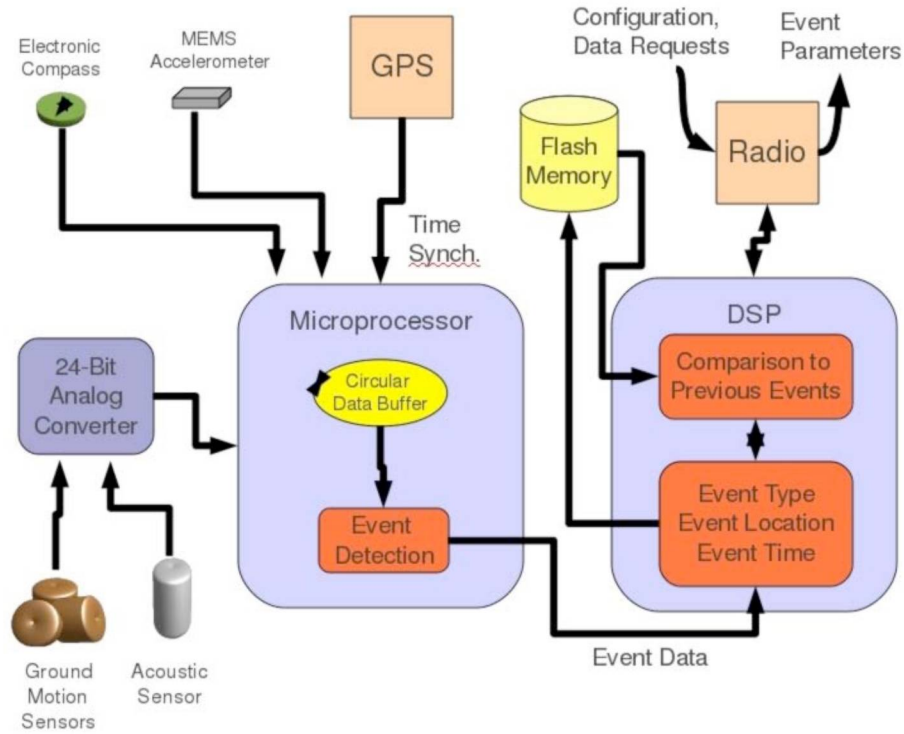 Electronic
Compass
MEMS
Accelerometer
GPS
Configuration,
Data Requests
Event
Parameters
Flash
Memory
Radio
Time
Synch.
Microprocessor
DSP
24-Bit
Analog
Converter
Circular
Data Buffer
Comparison to
Previous Events
Event
Detection
Event Type
Event Location
Event Time
Event Data
Ground
Motion
Sensors
Acoustic
Sensor